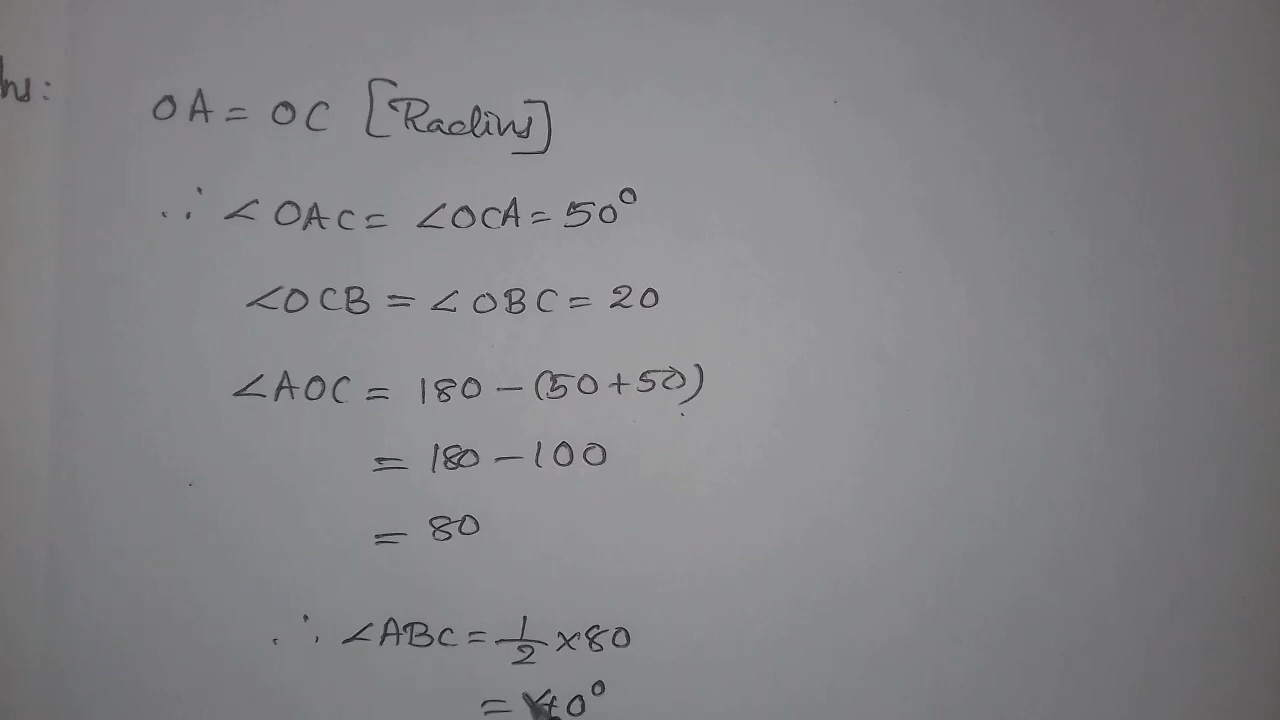 OA = OC [Radius]
∴ ∠OAC = ∠OCA = 50°
∠OCB = ∠OBC = 20
∠AOC = 180 - (50 + 50)
= 180 - 100
= 80
∴ ∠ABC = 1/2 × 80
= 40°